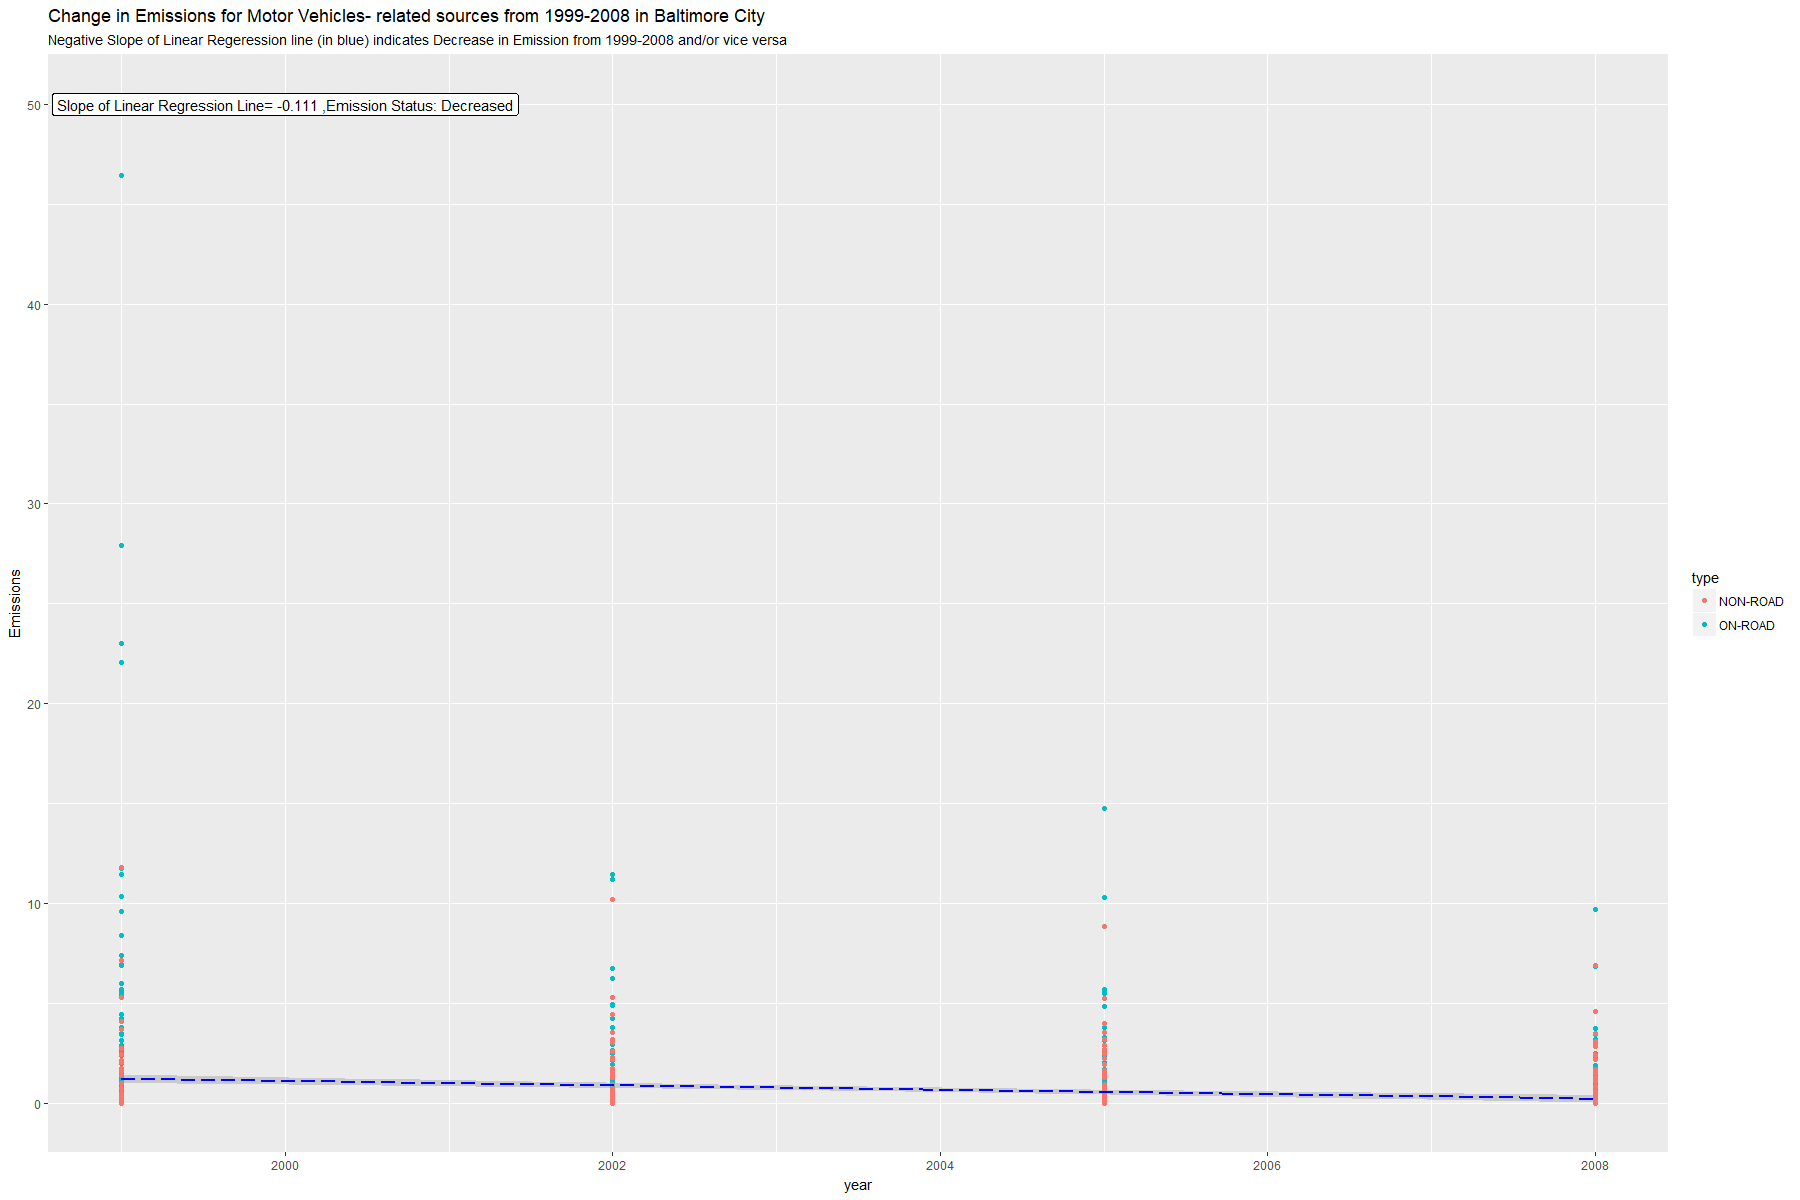 Change in Emissions for Motor Vehicles- related sources from 1999-2008 in Baltimore City
Negative Slope of Linear Regeression line (in blue) indicates Decrease in Emission from 1999-2008 and/or vice versa
Slope of Linear Regression Line= -0.111 ,Emission Status: Decreased
50
40
30
20
10
0
Emissions
2000
2002
2004
2006
2008
year
type
NON-ROAD
ON-ROAD